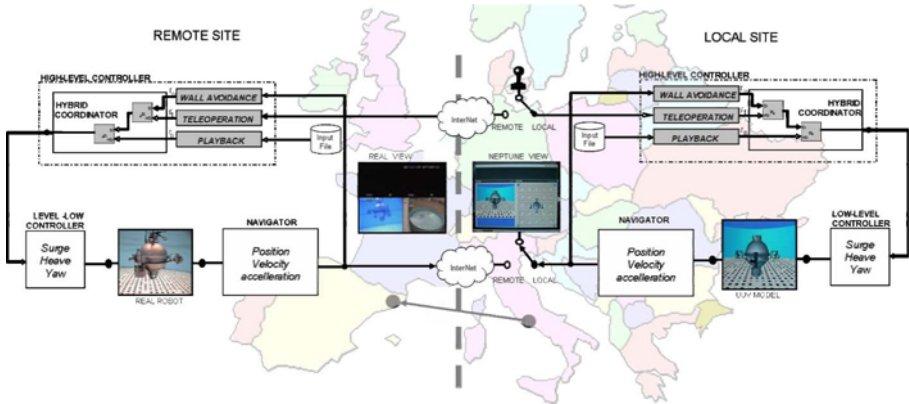 REMOTE SITE
LOCAL SITE
HIGH-LEVEL CONTROLLER
HYBRID
COORDINATOR
WALL AVOIDANCE
TELEOPERATION
PLAYBACK
Input
File
InterNet
REMOTE
LOCAL
REAL VIEW
NEPTUNE VIEW
HIGH-LEVEL CONTROLLER
WALL AVOIDANCE
TELEOPERATION
PLAYBACK
HYBRID
COORDINATOR
Input
File
LEVEL -LOW
CONTROLLER
Surge
Heave
Yaw
REAL ROBOT
NAVIGATOR
Position
Velocity
accelleration
InterNet
REMOTE
LOCAL
NAVIGATOR
Position
Velocity
accelleration
MODEL
LOW-LEVEL
CONTROLLER
Surge
Heave
Yaw